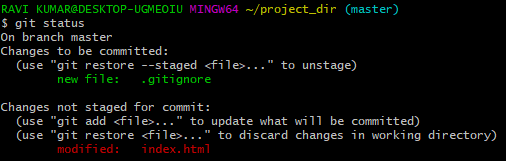 RAVI KUMAR@DESKTOP-UGMEOIU MINGW64 ~/project_dir (master)
$ git status
On branch master
Changes to be committed:
  (use "git restore --staged <file>..." to unstage)
        new file:   .gitignore

Changes not staged for commit:
  (use "git add <file>..." to update what will be committed)
  (use "git restore <file>..." to discard changes in working directory)
        modified:   index.html